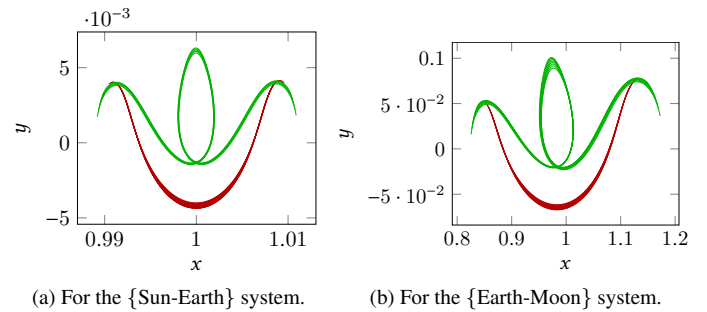 ·10⁻³
5
0
−5
y
0.99
1
1.01
x
(a) For the {Sun-Earth} system.
0.1
5 · 10⁻²
0
−5 · 10⁻²
y
0.8
0.9
1
1.1
1.2
x
(b) For the {Earth-Moon} system.